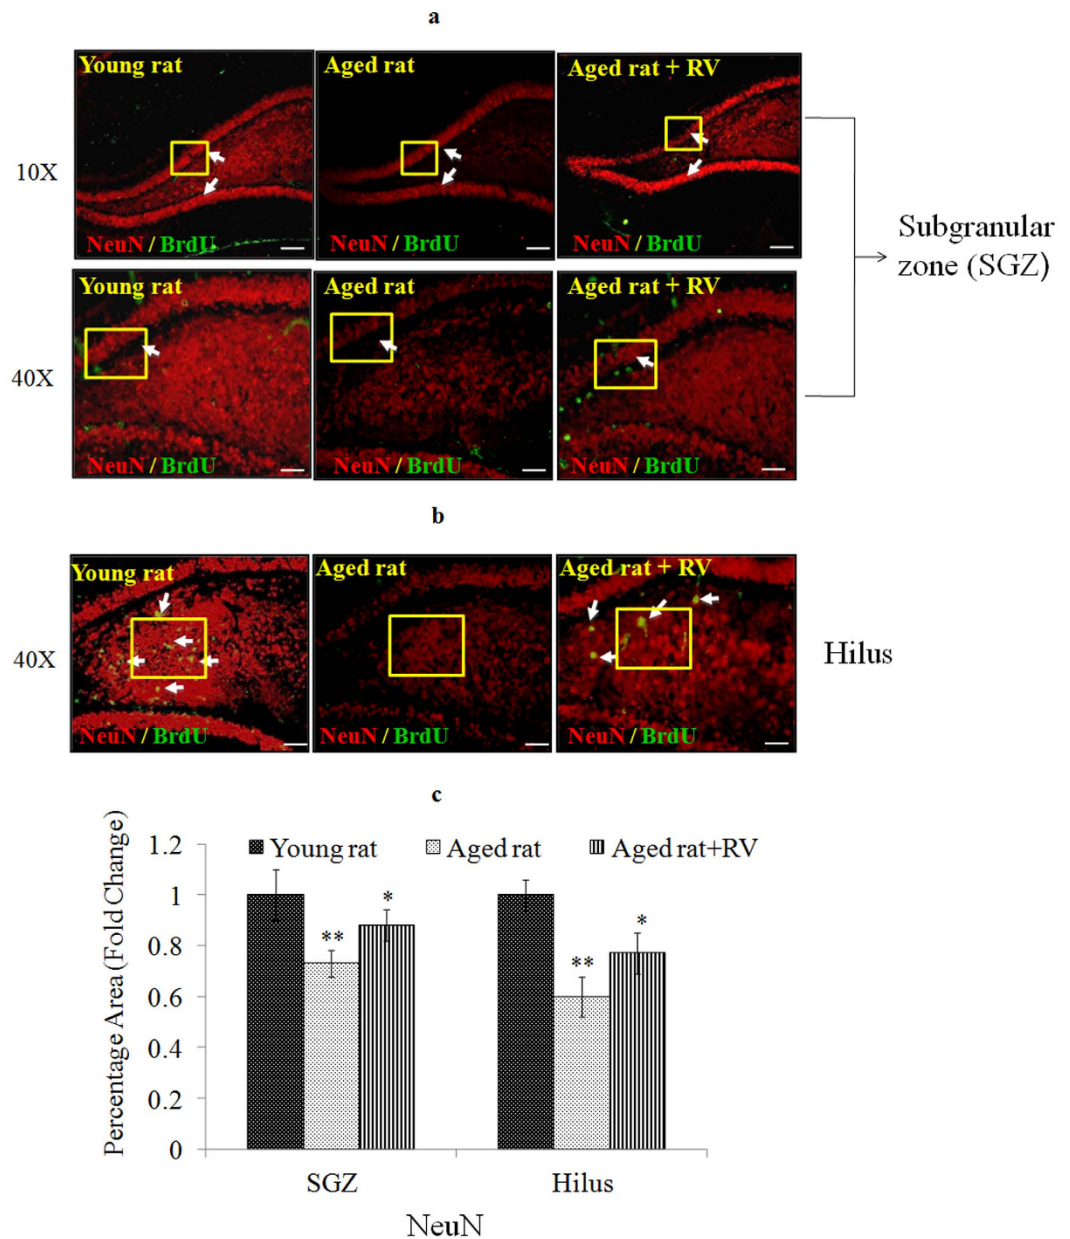 a
Young rat
Aged rat
Aged rat + RV
10X
NeuN / BrdU
NeuN / BrdU
NeuN / BrdU
Subgranular
zone (SGZ)
Young rat
Aged rat
Aged rat + RV
40X
NeuN / BrdU
NeuN / BrdU
NeuN / BrdU
b
Young rat
Aged rat
Aged rat + RV
40X
Hilus
NeuN / BrdU
NeuN / BrdU
NeuN / BrdU
c
Percentage Area (Fold Change)
1.2
1
0.8
0.6
0.4
0.2
0
Young rat
Aged rat
Aged rat+RV
**
*
**
*
SGZ
Hilus
NeuN